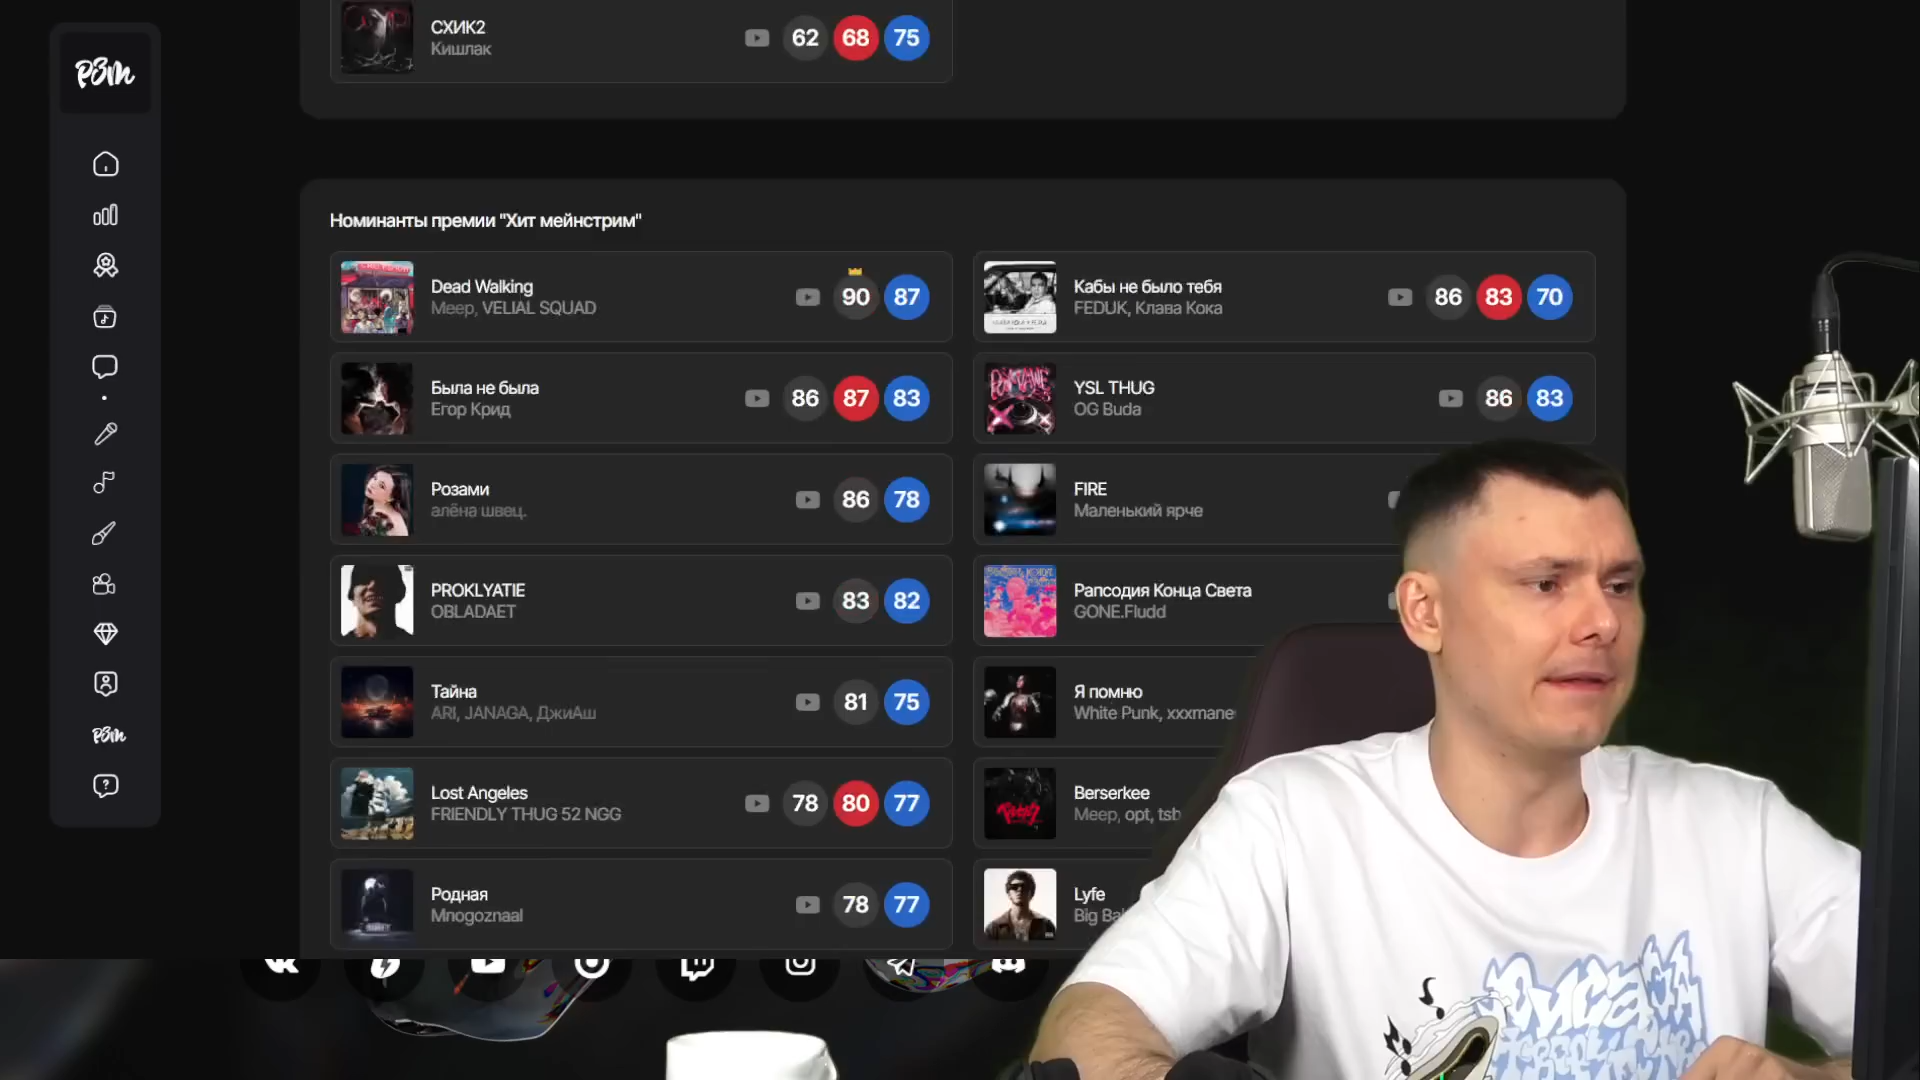 РЗТ
СХИК2
Кишлак
62 68 75
Номинанты премии "Хит мейнстрим"
Dead Walking
Meep, VELIAL SQUAD
90 87
Кабы не было тебя
FEDUK, Клава Кока
86 83 70
Была не была
Егор Крид
86 87 83
YSL THUG
OG Buda
86 83
Розами
алёна швец.
86 78
FIRE
Маленький ярче
PROKLYATIE
OBLADAET
83 82
Рапсодия Конца Света
GONE.Fludd
Тайна
ARI, JANAGA, ДжиАш
81 75
Я помню
White Punk, xxxmane
Lost Angeles
FRIENDLY THUG 52 NGG
78 80 77
Berserkee
Meep, opt, tsb
Родная
Mnogoznaal
78 77
Lyfe
Big
РЗТ